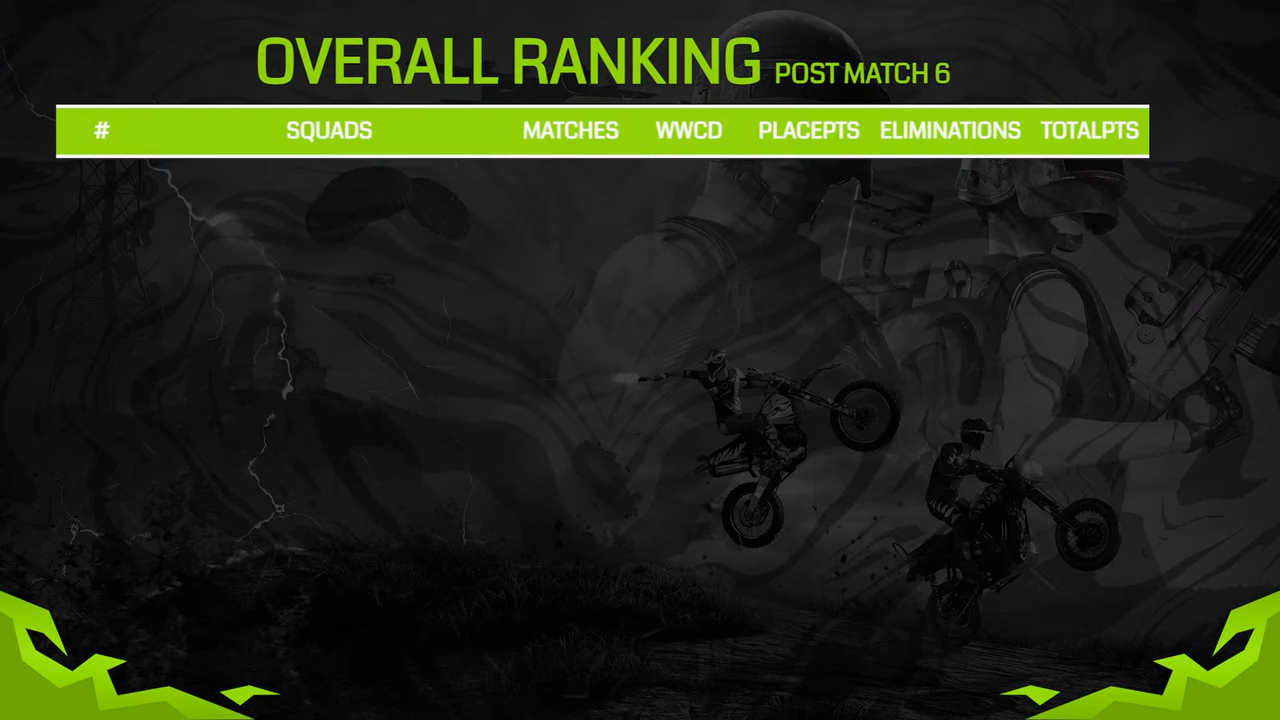 OVERALL RANKING POST MATCH 6
# SQUADS MATCHES WWCD PLACEPTS ELIMINATIONS TOTALPTS